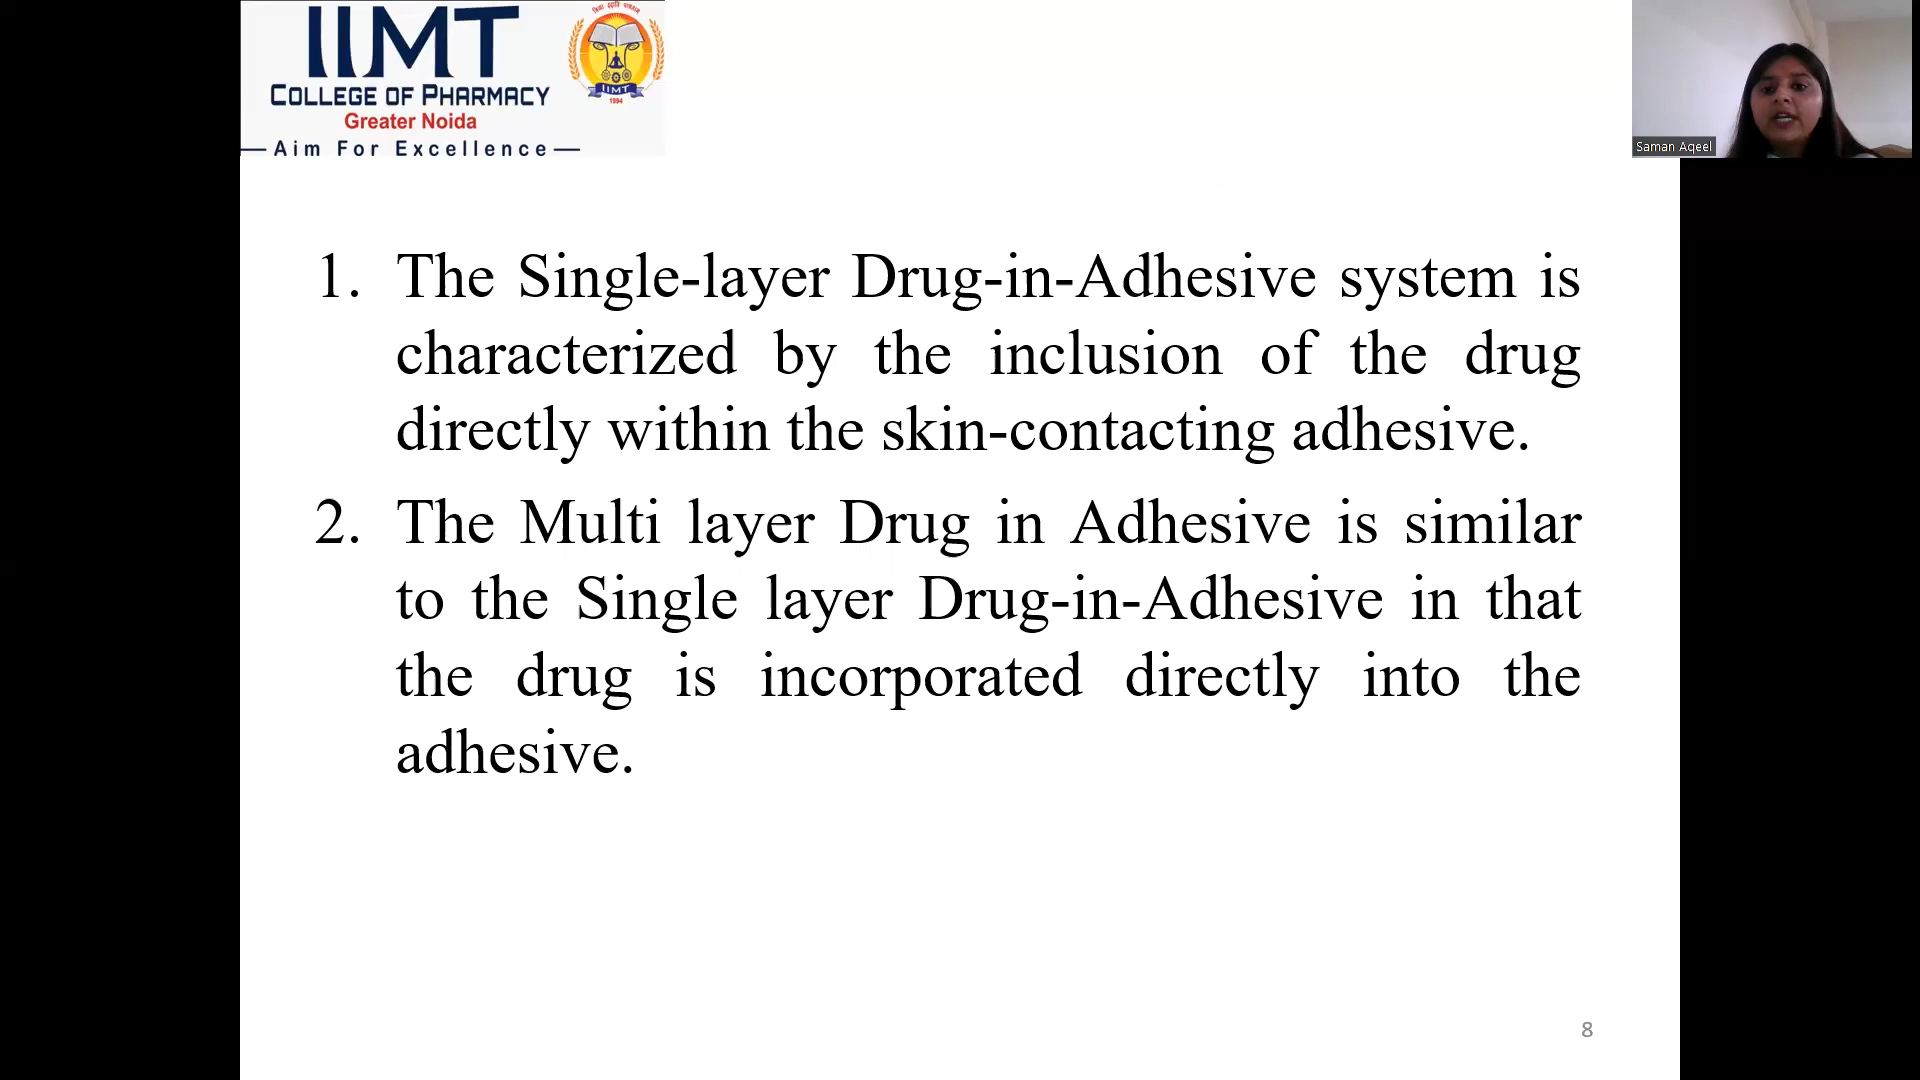 IIMT
COLLEGE OF PHARMACY
Greater Noida
— Aim For Excellence —
IIMT
1994
Saman Aqeel
1. The Single-layer Drug-in-Adhesive system is
characterized by the inclusion of the drug
directly within the skin-contacting adhesive.
2. The Multi layer Drug in Adhesive is similar
to the Single layer Drug-in-Adhesive in that
the drug is incorporated directly into the
adhesive.
8